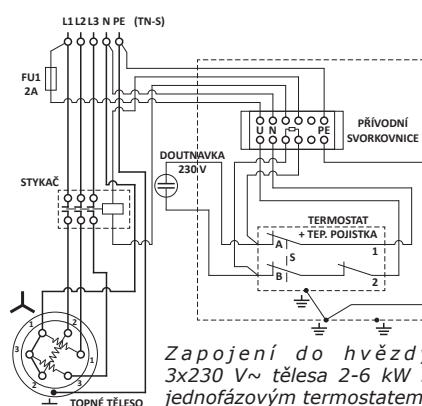 L1 L2 L3 N PE (TN-S)
FU1
2A
U N PE
PŘÍVODNÍ
SVORKOVNICE
DOUTNAVKA
230 V
STYKAČ
TERMOSTAT
+ TEP. POJISTKA
A 1
S
B 2
1 2
3 1
2 3
TOPNÉ TĚLESO
Zapojení do hvězdy
3x230 V~ tělesa 2-6 kW
jednofázovým termostatem